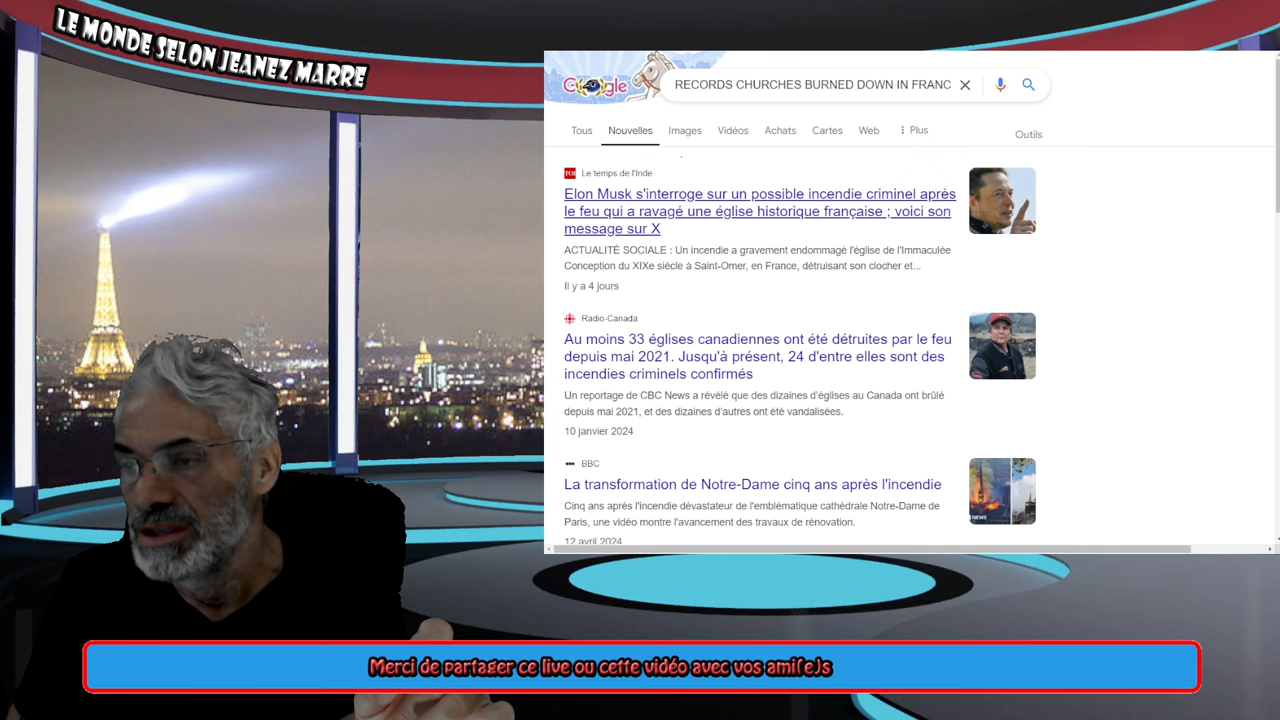 LE MONDE SELON JEANEZ MARRE
Google
RECORDS CHURCHES BURNED DOWN IN FRANC
Tous Nouvelles Images Vidéos Achats Cartes Web Plus Outils
TOI Le temps de l'Inde
Elon Musk s'interroge sur un possible incendie criminel après
le feu qui a ravagé une église historique française ; voici son
message sur X
ACTUALITÉ SOCIALE : Un incendie a gravement endommagé l'église de l'Immaculée
Conception du XIXe siècle à Saint-Omer, en France, détruisant son clocher et...
Il y a 4 jours
Radio-Canada
Au moins 33 églises canadiennes ont été détruites par le feu
depuis mai 2021. Jusqu'à présent, 24 d'entre elles sont des
incendies criminels confirmés
Un reportage de CBC News a révélé que des dizaines d'églises au Canada ont brûlé
depuis mai 2021, et des dizaines d'autres ont été vandalisées.
10 janvier 2024
BBC
La transformation de Notre-Dame cinq ans après l'incendie
Cinq ans après l'incendie dévastateur de l'emblématique cathédrale Notre-Dame de
Paris, une vidéo montre l'avancement des travaux de rénovation.
NEWS
12 avril 2024
Merci de partager ce live ou cette vidéo avec vos ami(e)s